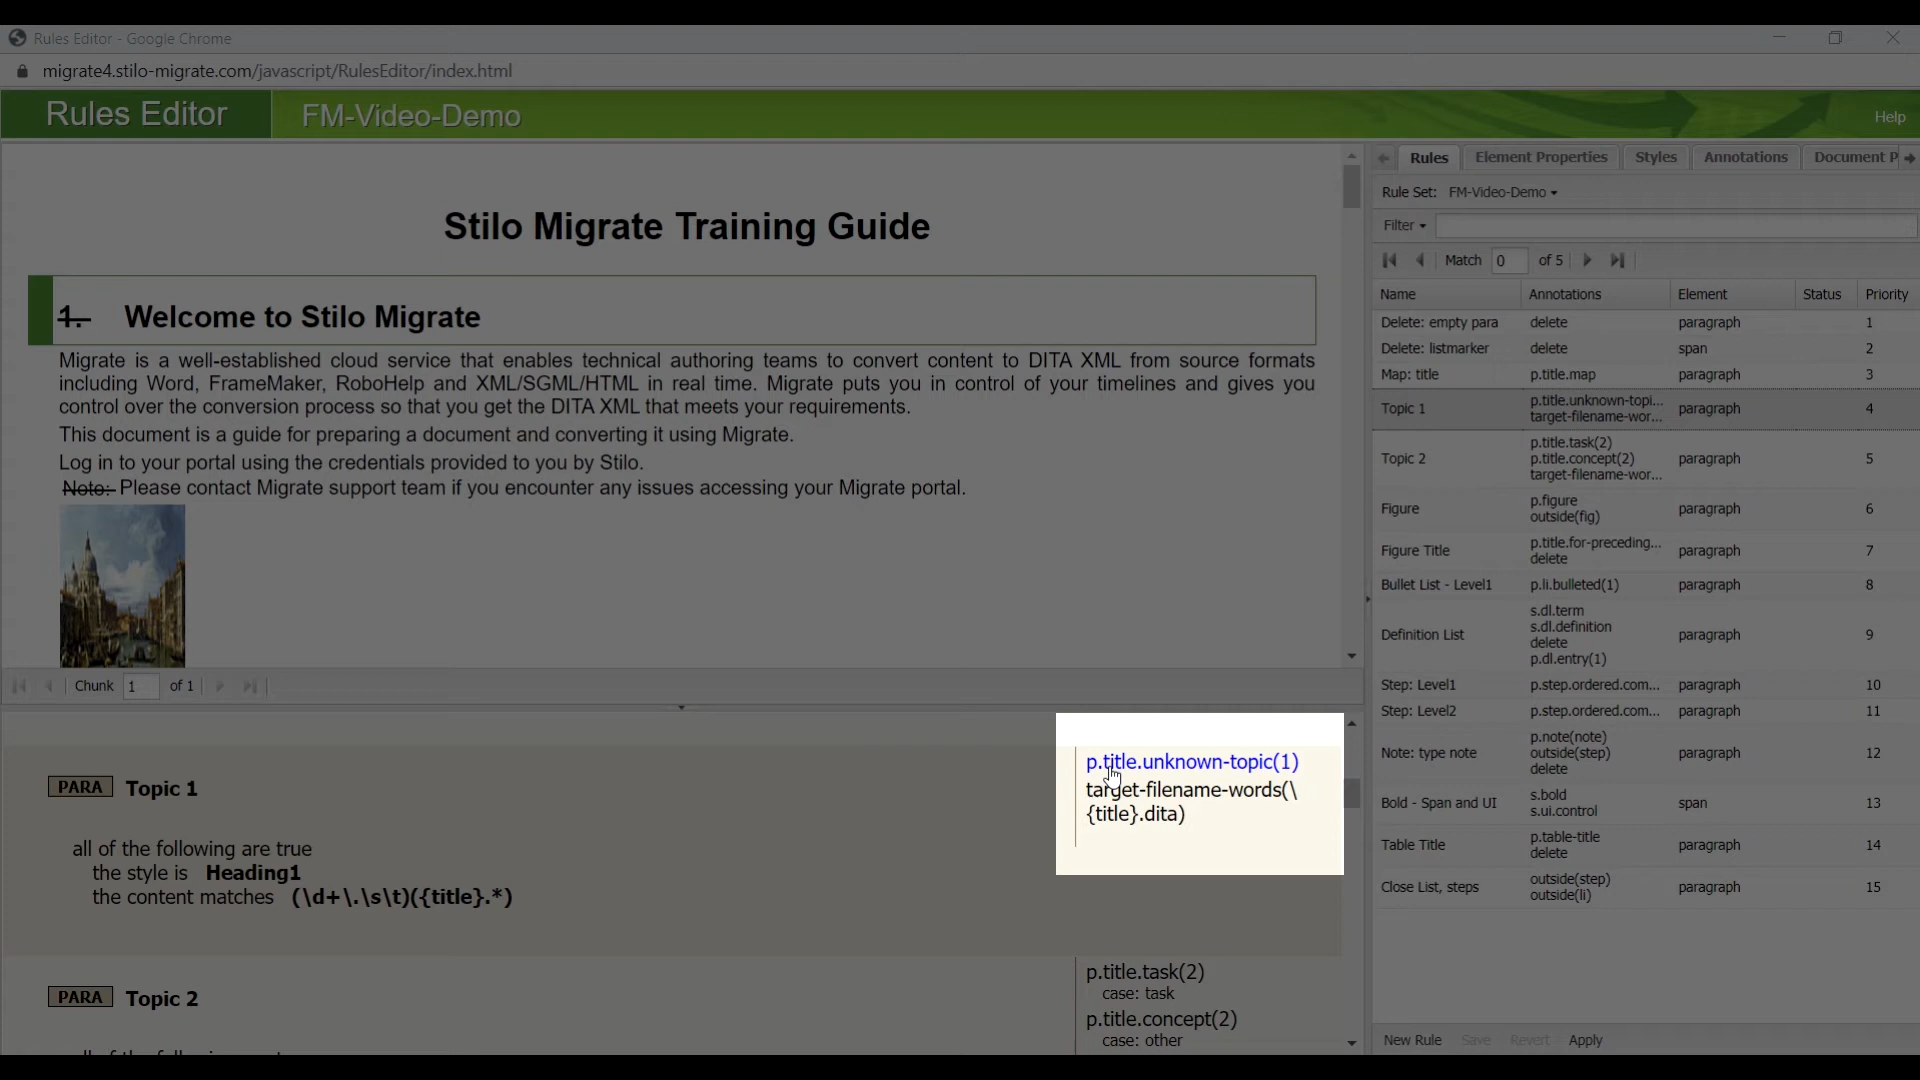 Rules Editor - Google Chrome
migrate4.stilo-migrate.com/javascript/RulesEditor/index.html
Rules Editor
FM-Video-Demo
Help
Stilo Migrate Training Guide
1. Welcome to Stilo Migrate
Migrate is a well-established cloud service that enables technical authoring teams to convert content to DITA XML from source formats
including Word, FrameMaker, RoboHelp and XML/SGML/HTML in real time. Migrate puts you in control of your timelines and gives you
control over the conversion process so that you get the DITA XML that meets your requirements.
This document is a guide for preparing a document and converting it using Migrate.
Log in to your portal using the credentials provided to you by Stilo.
Note: Please contact Migrate support team if you encounter any issues accessing your Migrate portal.
Chunk 1 of 1
PARA Topic 1
all of the following are true
the style is Heading1
the content matches (\d+\.\s\t)({title}.*)
p.title.unknown-topic(1)
target-filename-words(\
{title}.dita)
PARA Topic 2
p.title.task(2)
case: task
p.title.concept(2)
case: other
Rules Element Properties Styles Annotations Document P
Rule Set: FM-Video-Demo
Filter
Match 0 of 5
Name Annotations Element Status Priority
Delete: empty para delete paragraph 1
Delete: listmarker delete span 2
Map: title p.title.map paragraph 3
Topic 1 p.title.unknown-topi... paragraph 4
target-filename-wor...
Topic 2 p.title.task(2) paragraph 5
p.title.concept(2)
target-filename-wor...
Figure p.figure paragraph 6
outside(fig)
Figure Title p.title.for-preceding... paragraph 7
delete
Bullet List - Level1 p.li.bulleted(1) paragraph 8
Definition List s.dl.term paragraph 9
s.dl.definition
delete
p.dl.entry(1)
Step: Level1 p.step.ordered.com... paragraph 10
Step: Level2 p.step.ordered.com... paragraph 11
Note: type note p.note(note) paragraph 12
outside(step)
delete
Bold - Span and UI s.bold span 13
s.ui.control
Table Title p.table-title paragraph 14
delete
Close List, steps outside(step) paragraph 15
outside(li)
New Rule Save Revert Apply